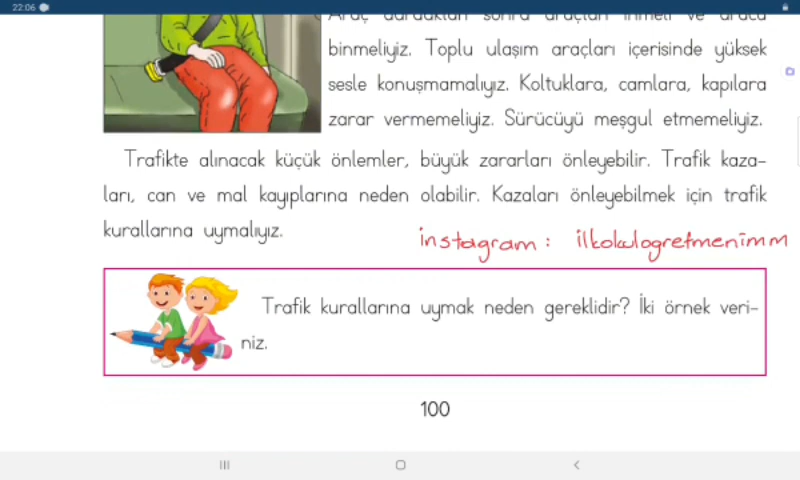 22:06
binmeliyiz. Toplu ulaşım araçları içerisinde yüksek
sesle konuşmamalıyız. Koltuklara, camlara, kapılara
zarar vermemeliyiz. Sürücüyü meşgul etmemeliyiz.
Trafikte alınacak küçük önlemler, büyük zararları önleyebilir. Trafik kaza-
ları, can ve mal kayıplarına neden olabilir. Kazaları önleyebilmek için trafik
kurallarına uymalıyız.
instagram: ilkokulogretmenimm
Trafik kurallarına uymak neden gereklidir? İki örnek veri-
niz.
100